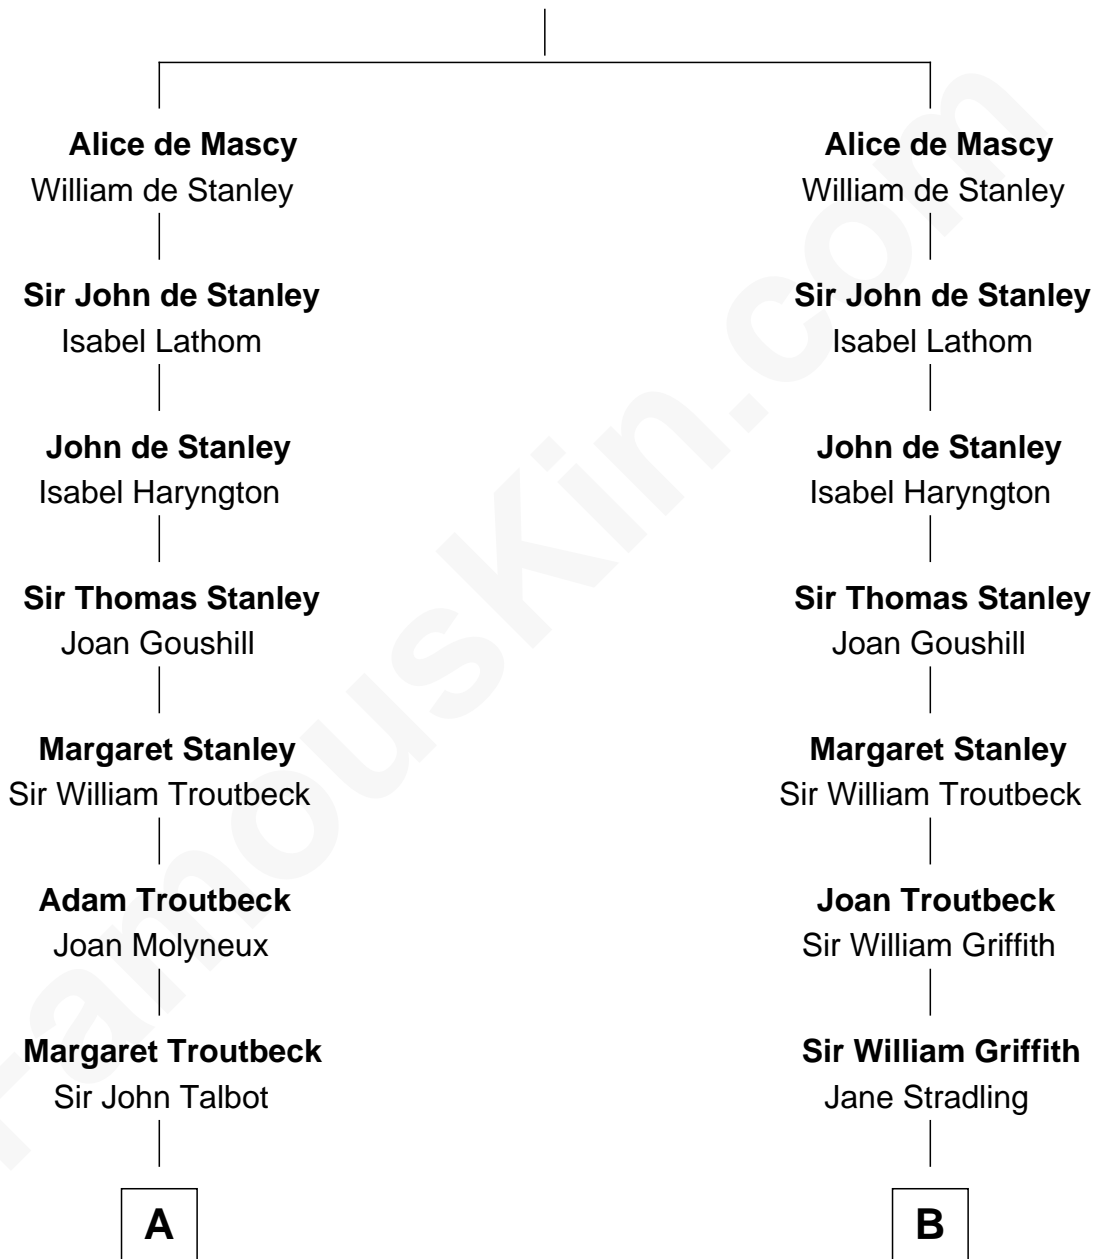 Alice de Mascy
William de Stanley
Sir John de Stanley
Isabel Lathom
John de Stanley
Isabel Haryngton
Sir Thomas Stanley
Joan Goushill
Margaret Stanley
Sir William Troutbeck
Adam Troutbeck
Joan Molyneux
Margaret Troutbeck
Sir John Talbot
A
Alice de Mascy
William de Stanley
Sir John de Stanley
Isabel Lathom
John de Stanley
Isabel Haryngton
Sir Thomas Stanley
Joan Goushill
Margaret Stanley
Sir William Troutbeck
Joan Troutbeck
Sir William Griffith
Sir William Griffith
Jane Stradling
B
FamousKin.com